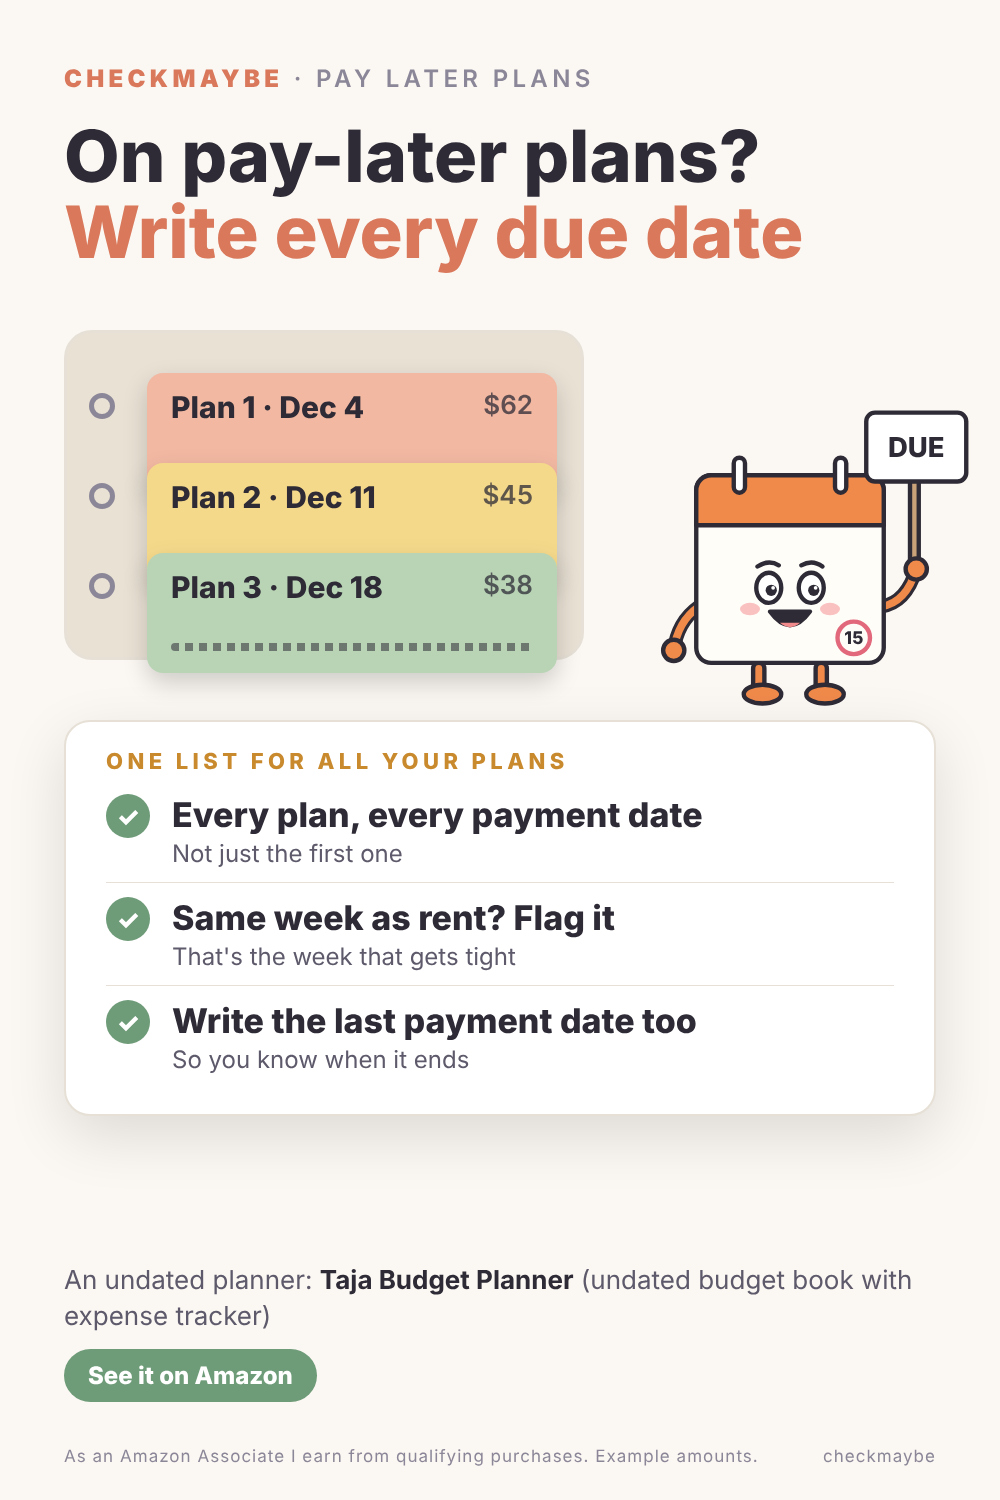 CHECKMAYBE · PAY LATER PLANS
On pay-later plans?
Write every due date
Plan 1 · Dec 4 $62
Plan 2 · Dec 11 $45
Plan 3 · Dec 18 $38
DUE
15
ONE LIST FOR ALL YOUR PLANS
Every plan, every payment date
Not just the first one
Same week as rent? Flag it
That's the week that gets tight
Write the last payment date too
So you know when it ends
An undated planner: Taja Budget Planner (undated budget book with
expense tracker)
See it on Amazon
As an Amazon Associate I earn from qualifying purchases. Example amounts. checkmaybe